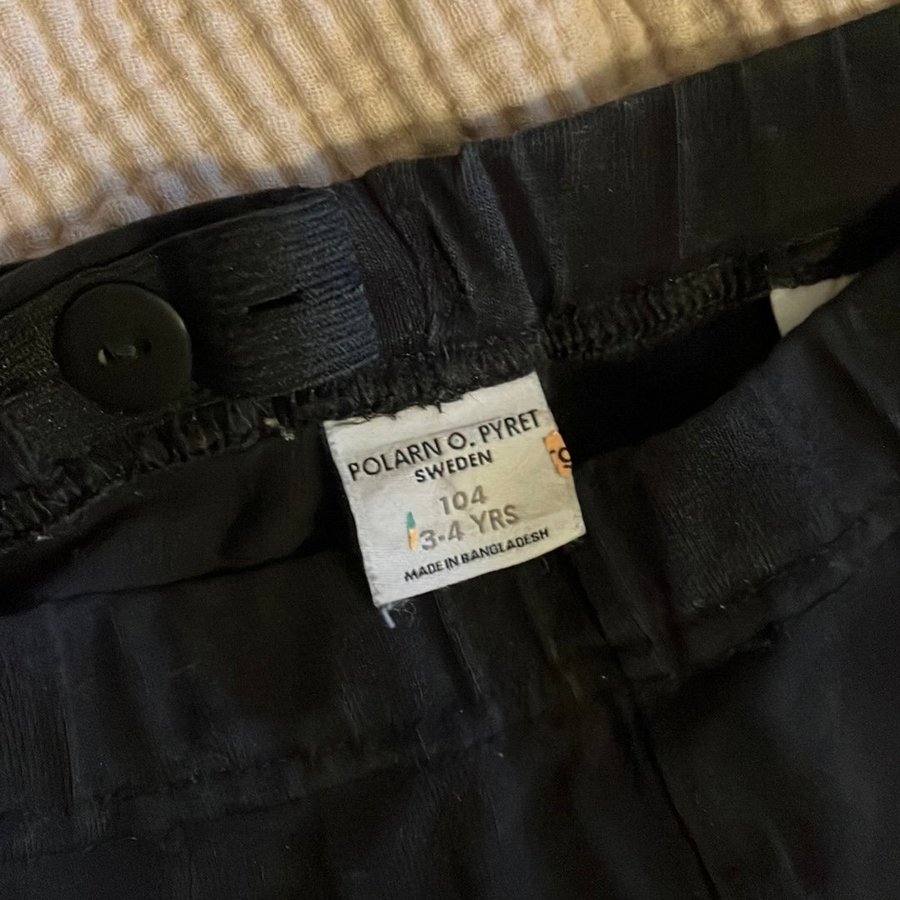 POLARN O. PYRET
SWEDEN
104
3-4 YRS
MADE IN BANGLADESH